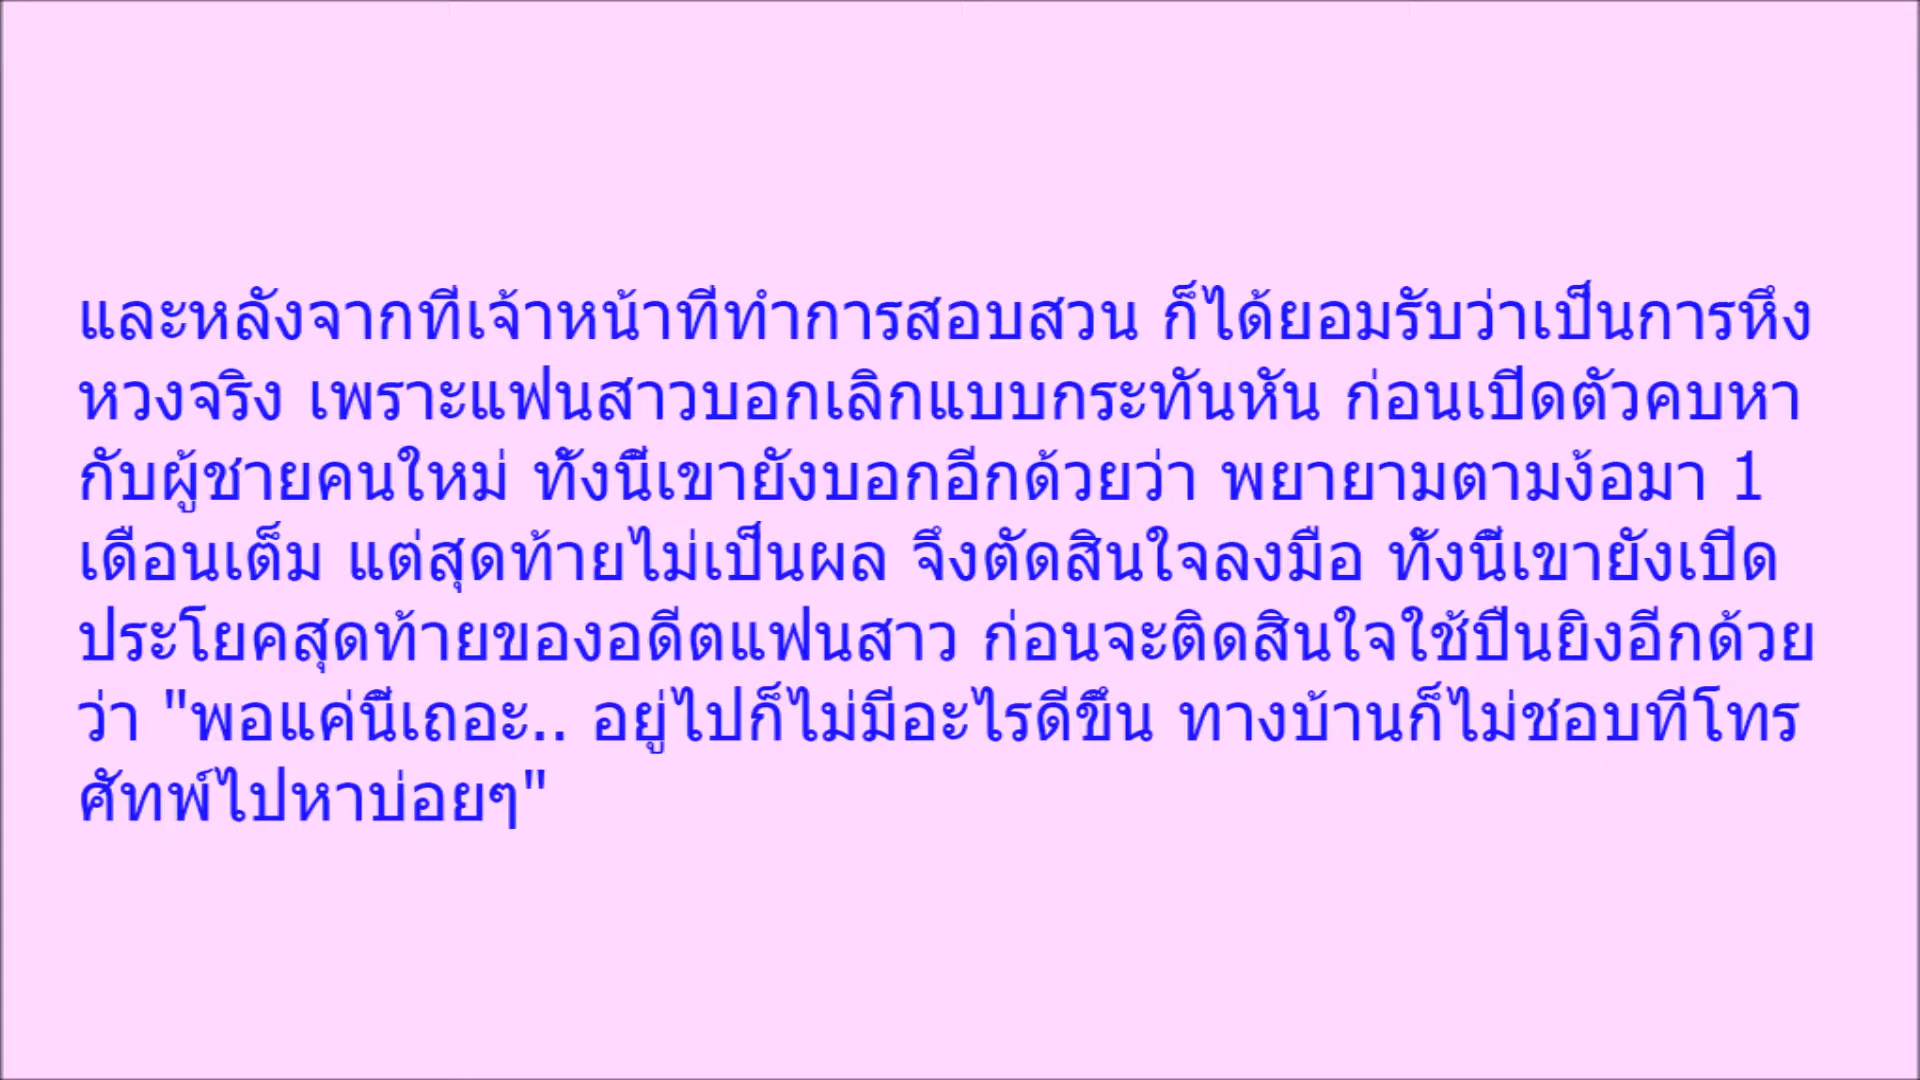 และหลังจากที่เจ้าหน้าที่ทำการสอบสวน ก็ได้ยอมรับว่าเป็นการหึง
หวงจริง เพราะแฟนสาวบอกเลิกแบบกระทันหัน ก่อนเปิดตัวคบหา
กับผู้ชายคนใหม่ ทั้งนี้เขายังบอกอีกด้วยว่า พยายามตามง้อมา 1
เดือนเต็ม แต่สุดท้ายไม่เป็นผล จึงตัดสินใจลงมือ ทั้งนี้เขายังเปิด
ประโยคสุดท้ายของอดีตแฟนสาว ก่อนจะติดสินใจใช้ปืนยิงอีกด้วย
ว่า "พอแค่นี้เถอะ.. อยู่ไปก็ไม่มีอะไรดีขึ้น ทางบ้านก็ไม่ชอบที่โทร
ศัทพ์ไปหาบ่อยๆ"